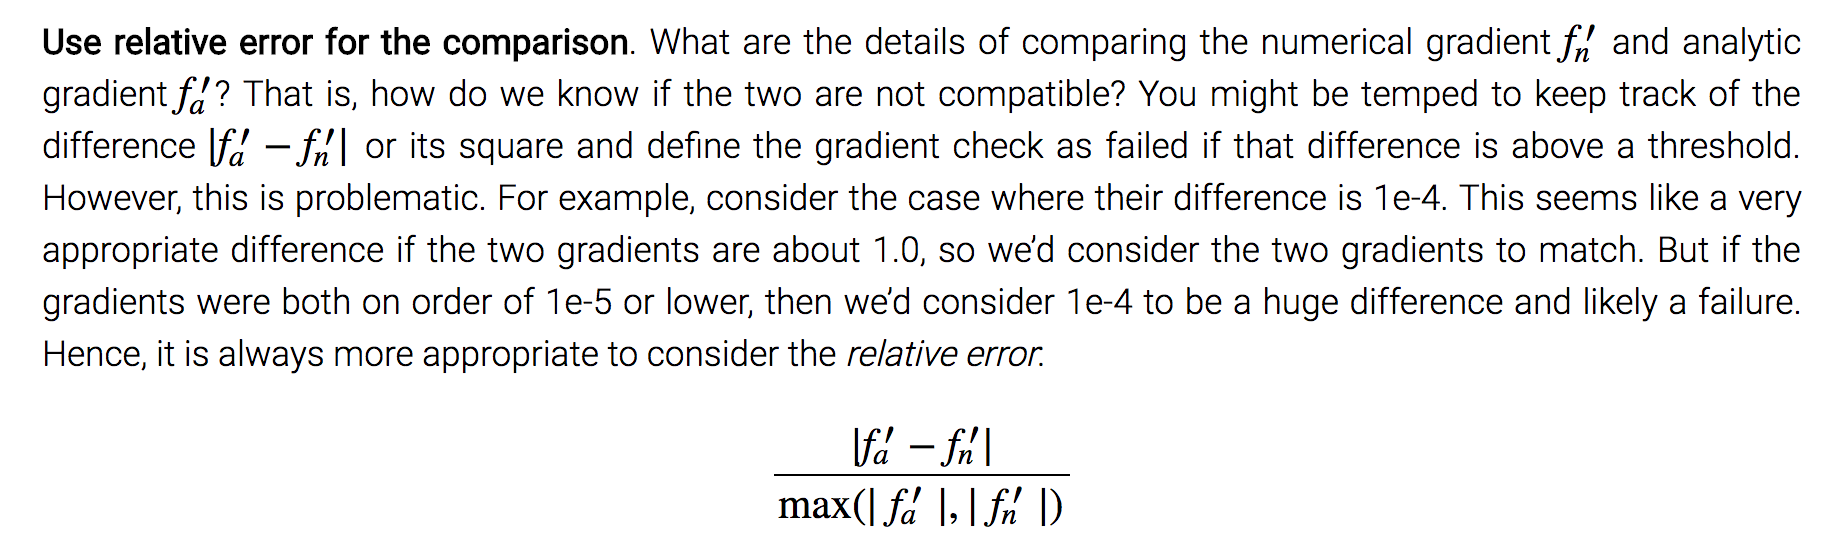 Use relative error for the comparison. What are the details of comparing the numerical gradient f′n and analytic
gradient f′a? That is, how do we know if the two are not compatible? You might be temped to keep track of the
difference |f′a − f′n| or its square and define the gradient check as failed if that difference is above a threshold.
However, this is problematic. For example, consider the case where their difference is 1e-4. This seems like a very
appropriate difference if the two gradients are about 1.0, so we'd consider the two gradients to match. But if the
gradients were both on order of 1e-5 or lower, then we'd consider 1e-4 to be a huge difference and likely a failure.
Hence, it is always more appropriate to consider the relative error:
|f′a − f′n|
max(| f′a |, | f′n |)